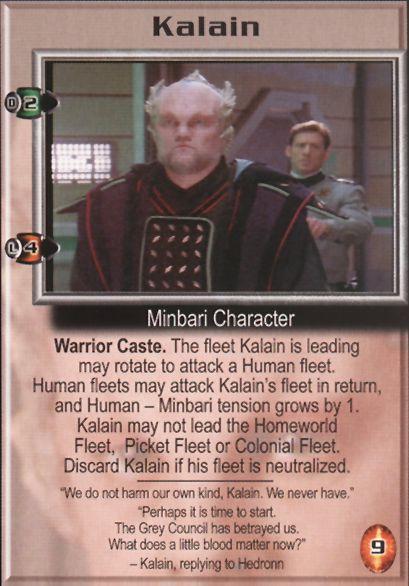 Kalain
D 2
L 4
Minbari Character
Warrior Caste. The fleet Kalain is leading
may rotate to attack a Human fleet.
Human fleets may attack Kalain's fleet in return,
and Human – Minbari tension grows by 1.
Kalain may not lead the Homeworld
Fleet, Picket Fleet or Colonial Fleet.
Discard Kalain if his fleet is neutralized.
“We do not harm our own kind, Kalain. We never have.”
“Perhaps it is time to start.
The Grey Council has betrayed us.
What does a little blood matter now?”
– Kalain, replying to Hedronn
9